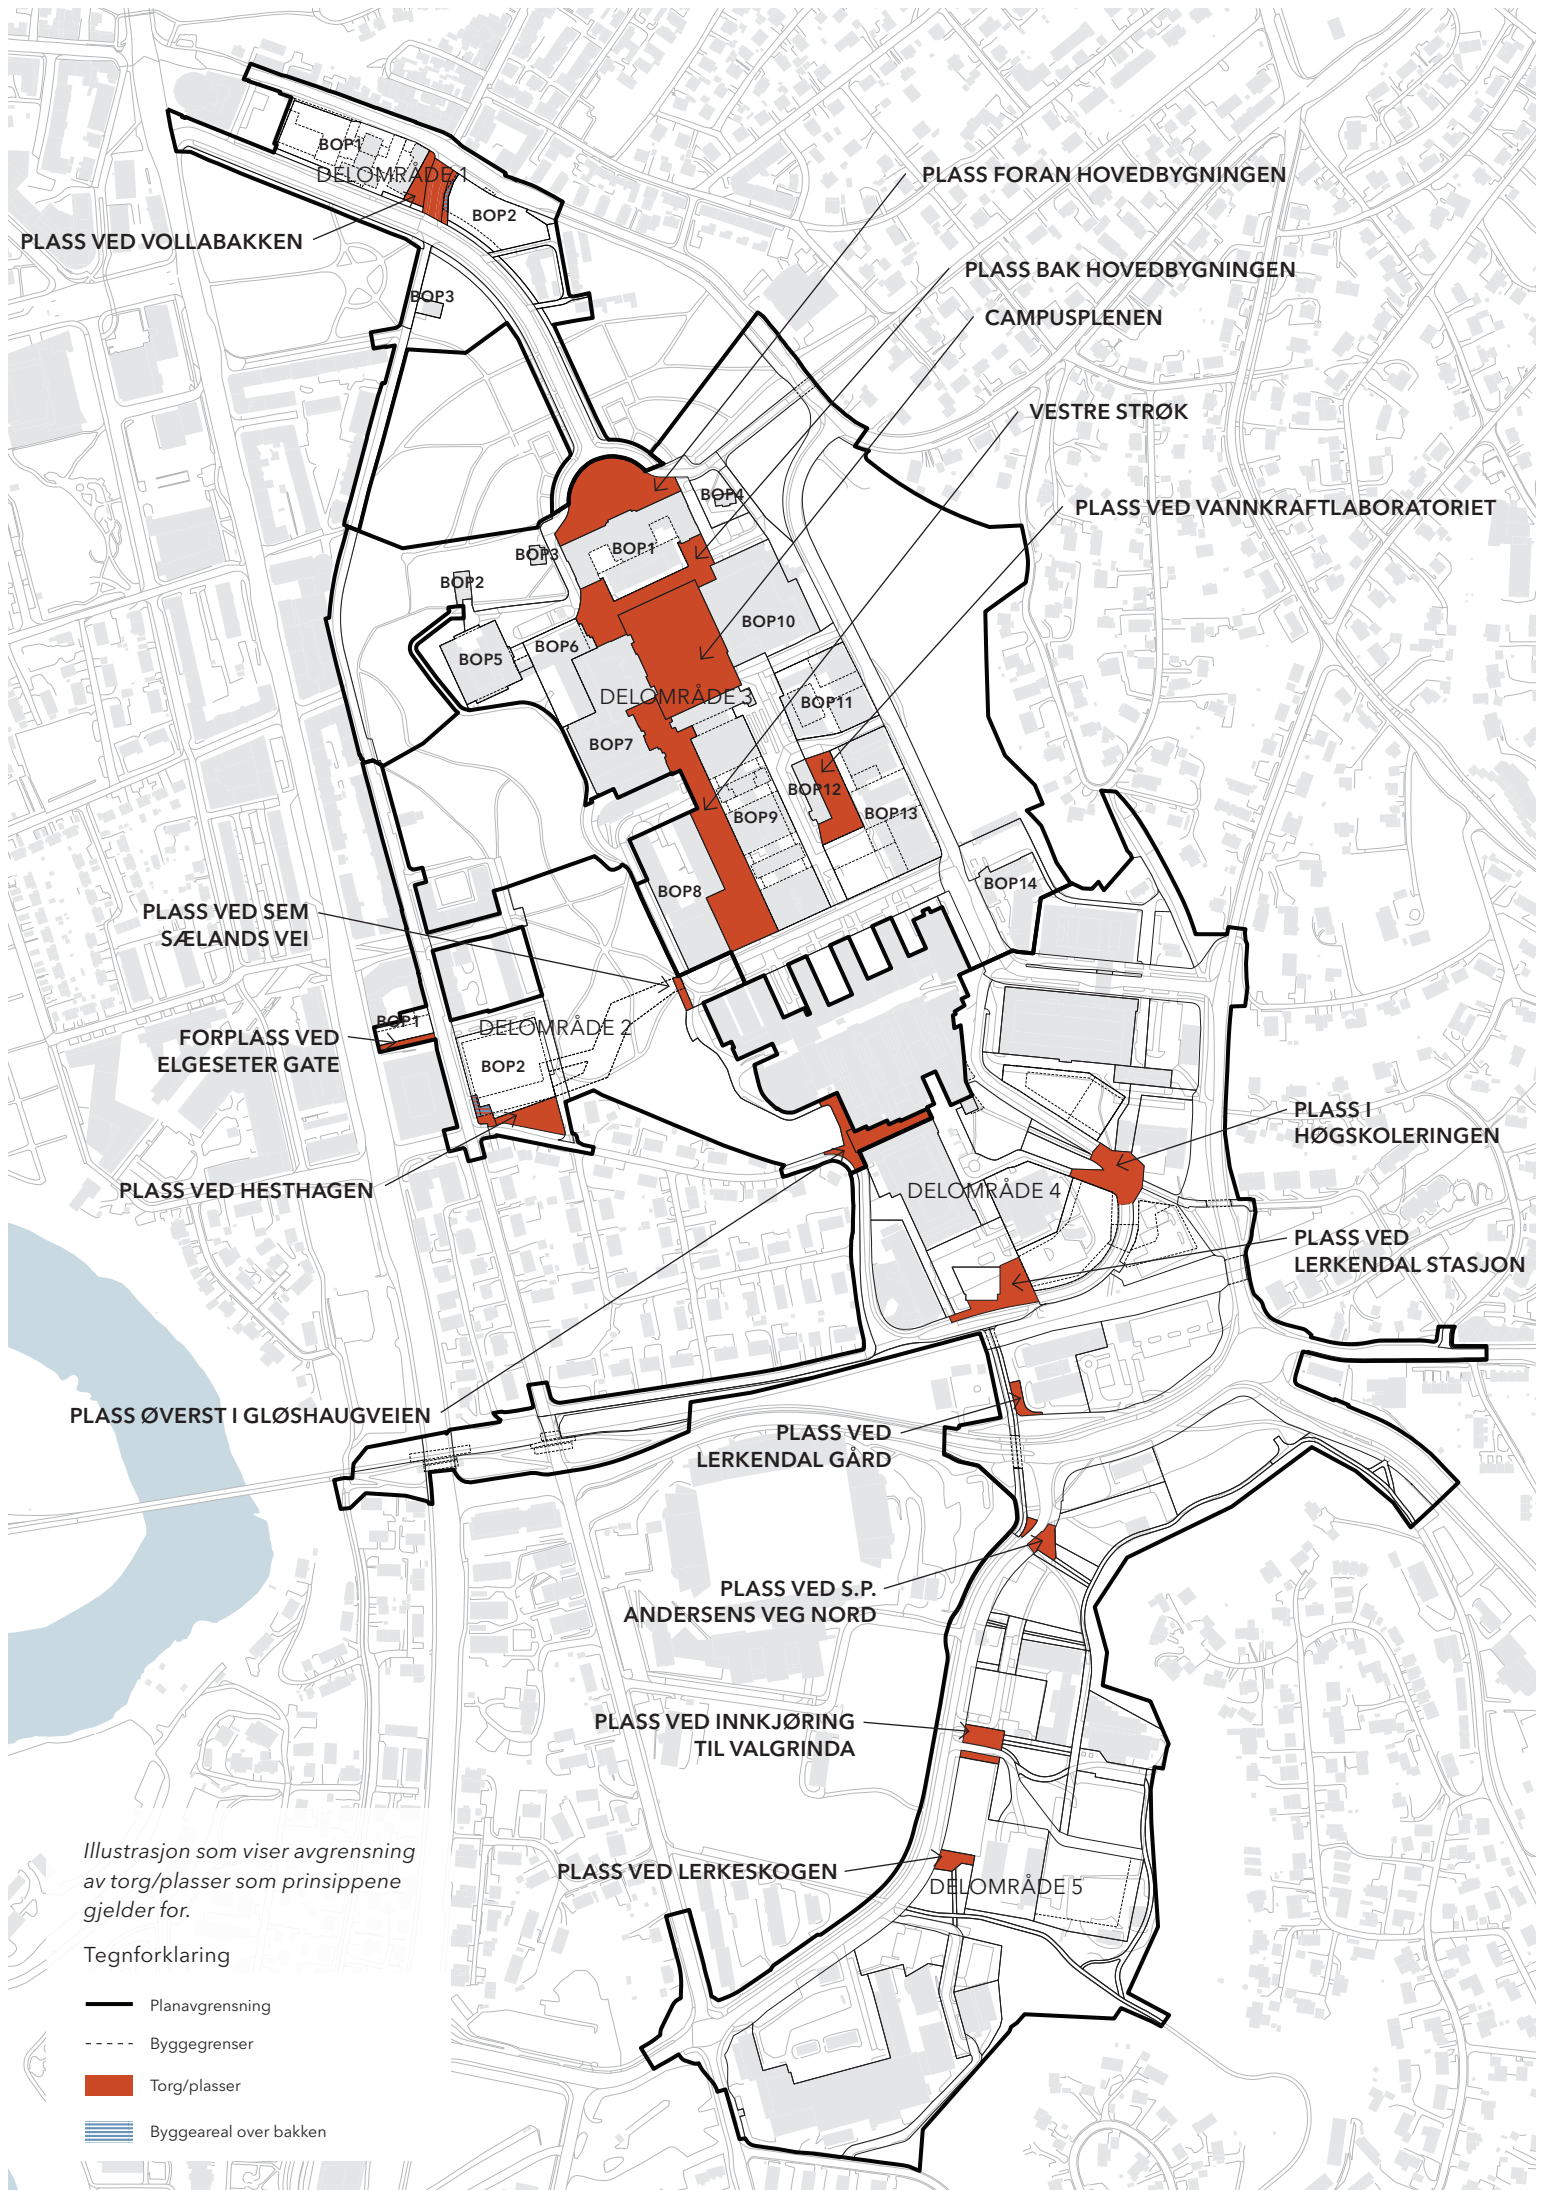 BOP1
DELOMRÅDE 1
PLASS FORAN HOVEDBYGNINGEN
BOP2
PLASS VED VOLLABAKKEN
PLASS BAK HOVEDBYGNINGEN
BOP3
CAMPUSPLENEN
VESTRE STRØK
BOP4
PLASS VED VANNKRAFTLABORATORIET
BOP1
BOP3
BOP2
BOP10
BOP6
BOP5
DELOMRÅDE 3
BOP11
BOP7
BOP12
BOP9
BOP13
BOP14
BOP8
PLASS VED SEM
SÆLANDS VEI
BOP1
DELOMRÅDE 2
FORPLASS VED
ELGESETER GATE
BOP2
PLASS I
HØGSKOLERINGEN
PLASS VED HESTHAGEN
DELOMRÅDE 4
PLASS VED
LERKENDAL STASJON
PLASS ØVERST I GLØSHAUGVEIEN
PLASS VED
LERKENDAL GÅRD
PLASS VED S.P.
ANDERSENS VEG NORD
PLASS VED INNKJØRING
TIL VALGRINDA
PLASS VED LERKESKOGEN
DELOMRÅDE 5
Illustrasjon som viser avgrensning
av torg/plasser som prinsippene
gjelder for.
Tegnforklaring
Planavgrensning
Byggegrenser
Torg/plasser
Byggeareal over bakken